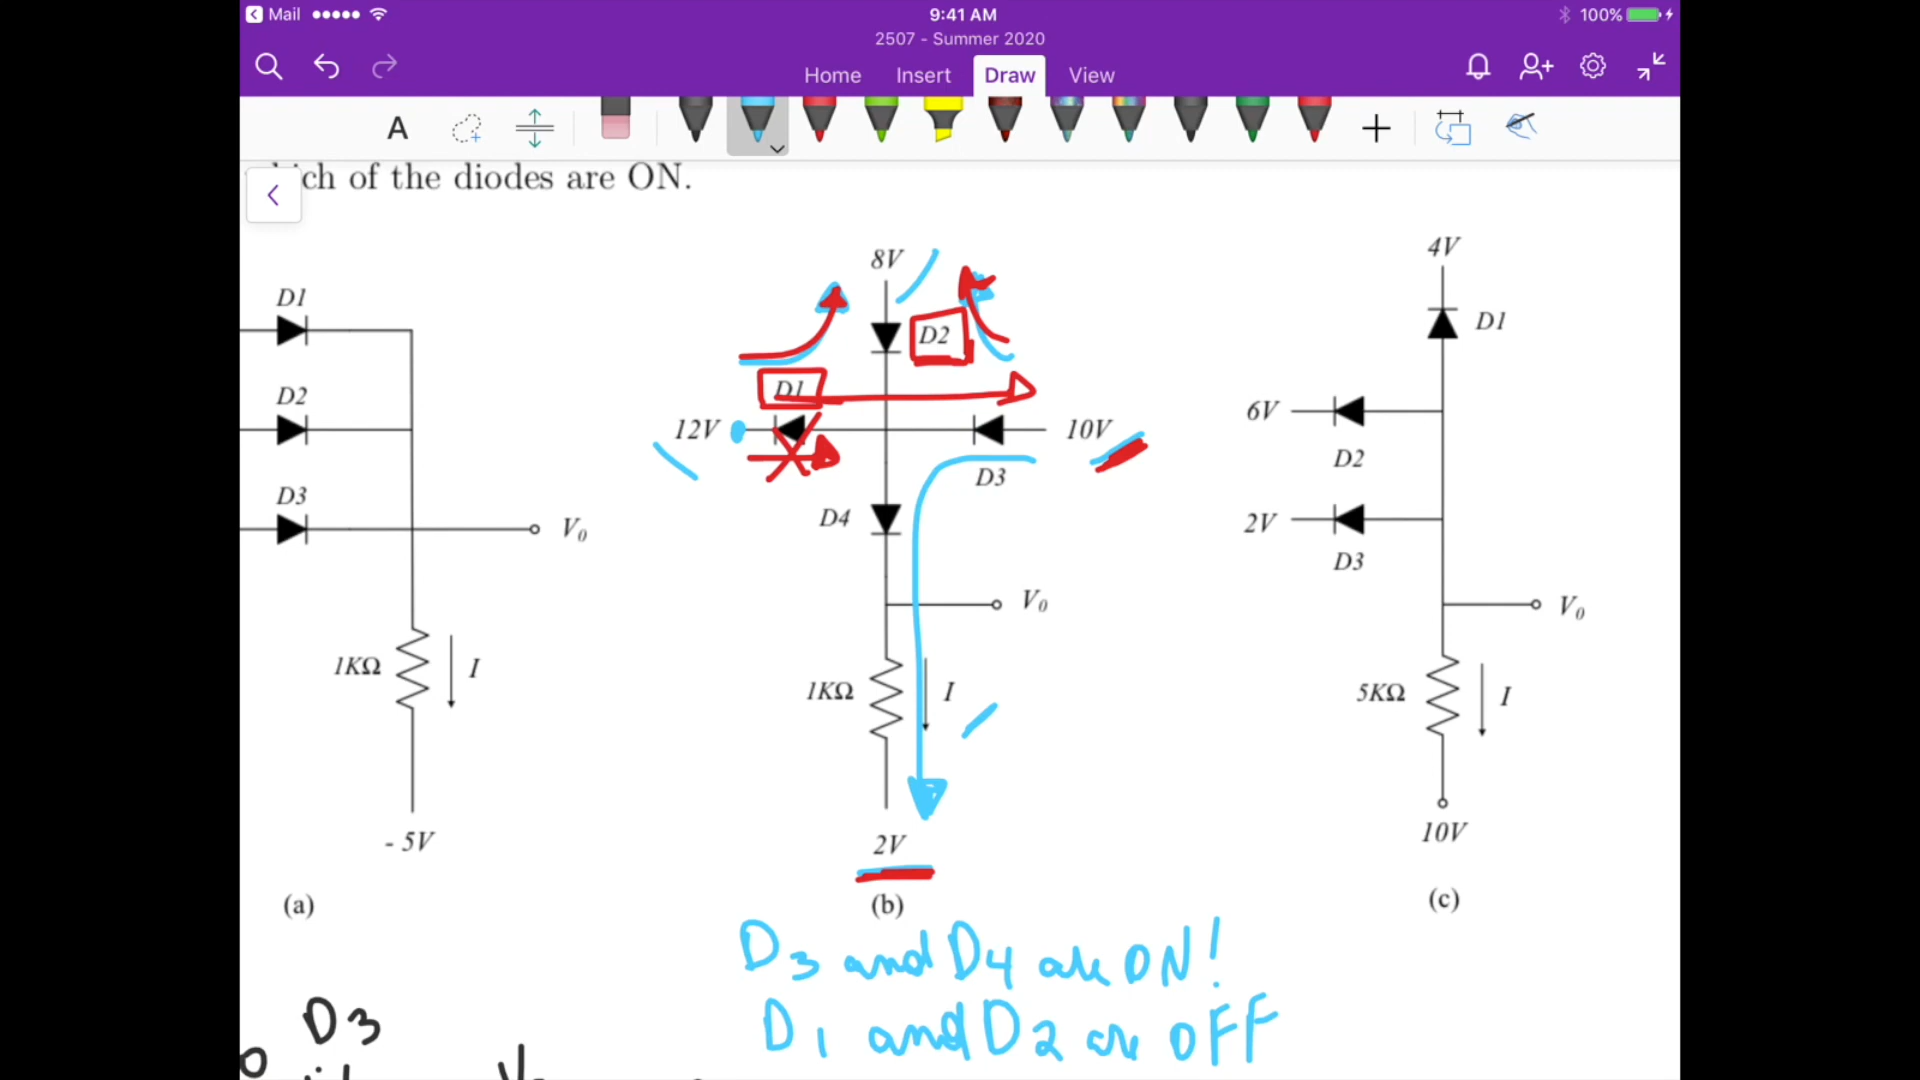 Mail
9:41 AM
100%
2507 - Summer 2020
Home Insert Draw View
A
ch of the diodes are ON.
D1
D2
D3
V0
1KΩ
I
- 5V
(a)
8V
D2
D1
12V
10V
D3
D4
V0
1KΩ
I
2V
(b)
4V
D1
6V
D2
2V
D3
V0
5KΩ
I
10V
(c)
D3 and D4 are ON!
D1 and D2 are OFF
D3